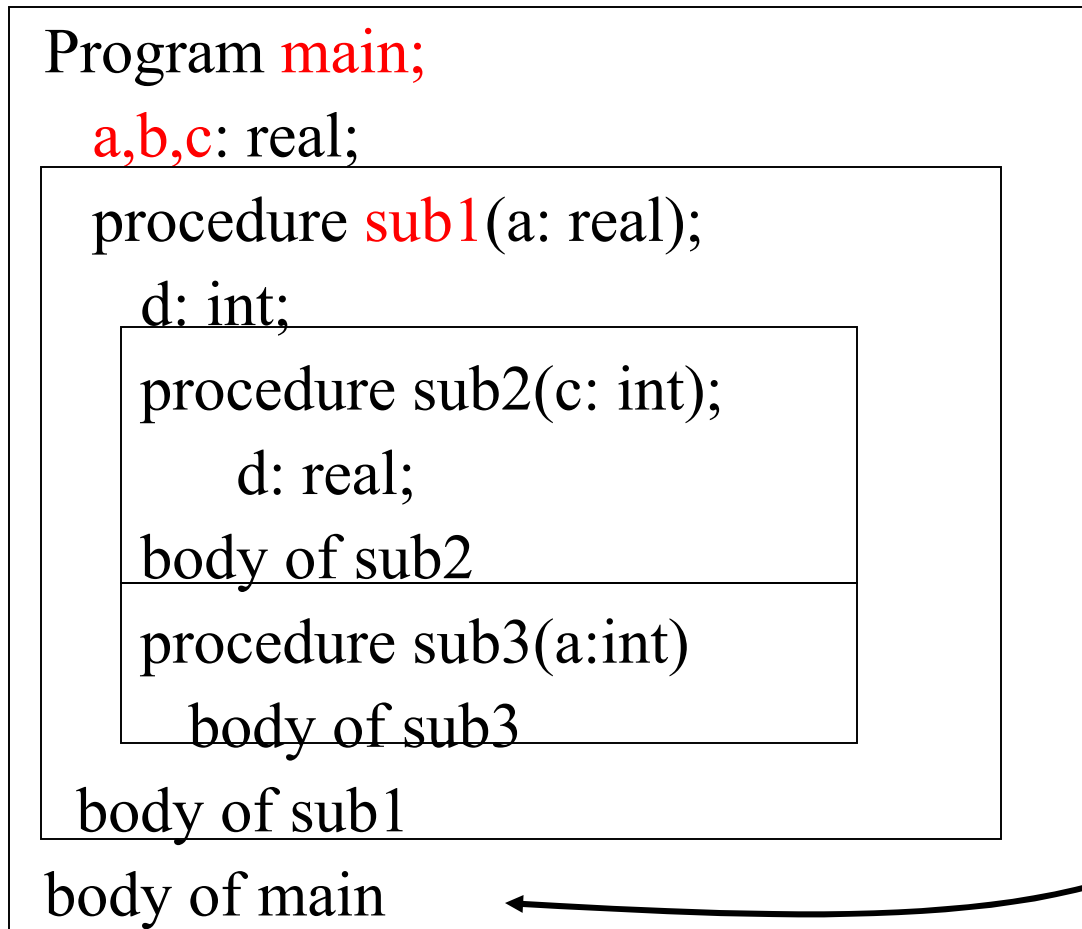 Program main;
a,b,c: real;
procedure sub1(a: real);
d: int;
procedure sub2(c: int);
d: real;
body of sub2
procedure sub3(a:int)
body of sub3
body of sub1
body of main